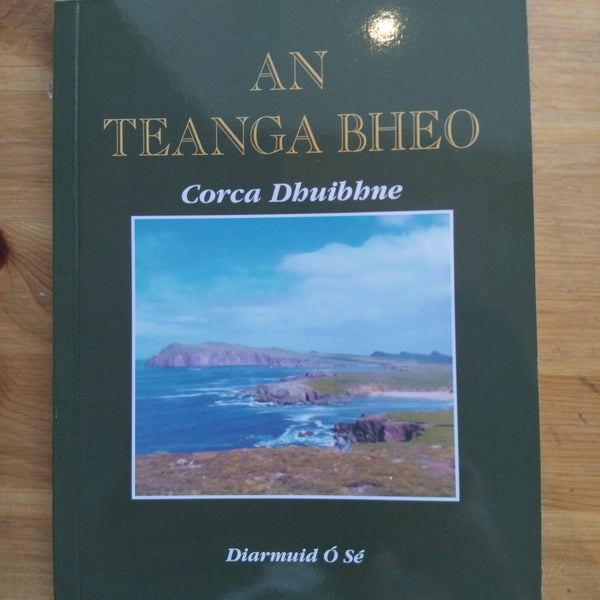 AN
TEANGA BHEO
Corca Dhuibhne
Diarmuid Ó Sé